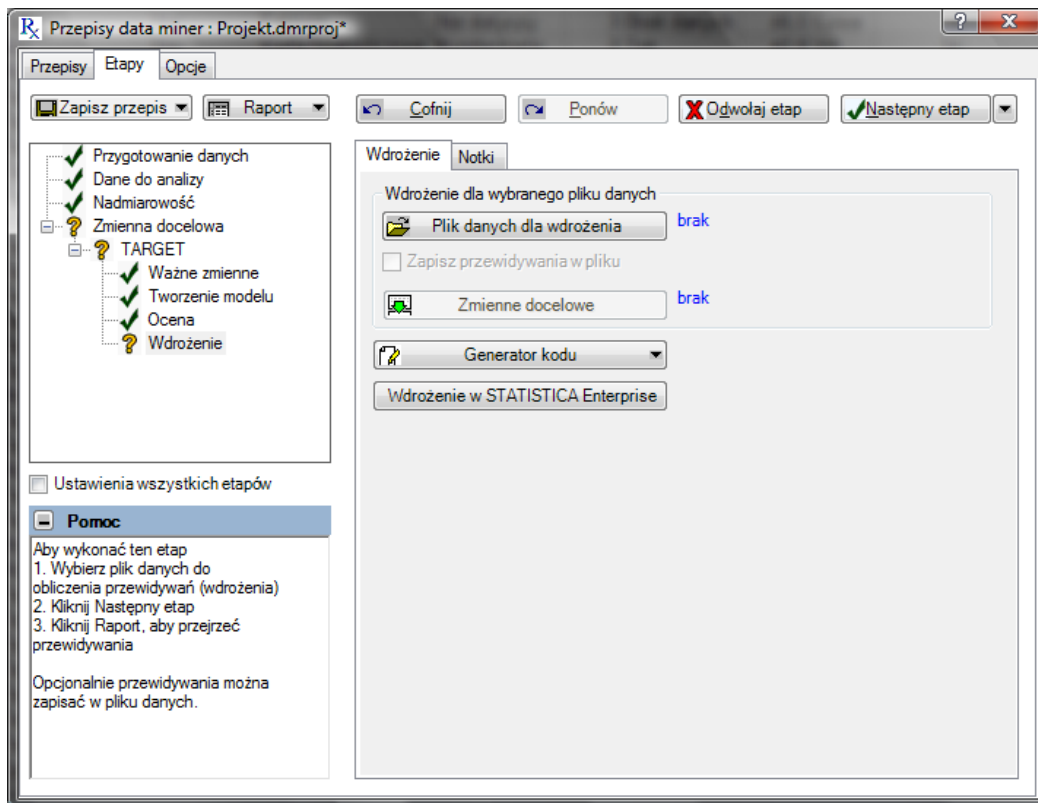 Przepisy data miner : Projekt.dmrproj*
Przepisy Etapy Opcje
Zapisz przepis Raport Cofnij Ponów Odwołaj etap Następny etap
Przygotowanie danych
Dane do analizy
Nadmiarowość
Zmienna docelowa
TARGET
Ważne zmienne
Tworzenie modelu
Ocena
Wdrożenie
Ustawienia wszystkich etapów
Pomoc
Aby wykonać ten etap
1. Wybierz plik danych do
obliczenia przewidywań (wdrożenia)
2. Kliknij Następny etap
3. Kliknij Raport, aby przejrzeć
przewidywania
Opcjonalnie przewidywania można
zapisać w pliku danych.
Wdrożenie Notki
Wdrożenie dla wybranego pliku danych
Plik danych dla wdrożenia brak
Zapisz przewidywania w pliku
Zmienne docelowe brak
Generator kodu
Wdrożenie w STATISTICA Enterprise